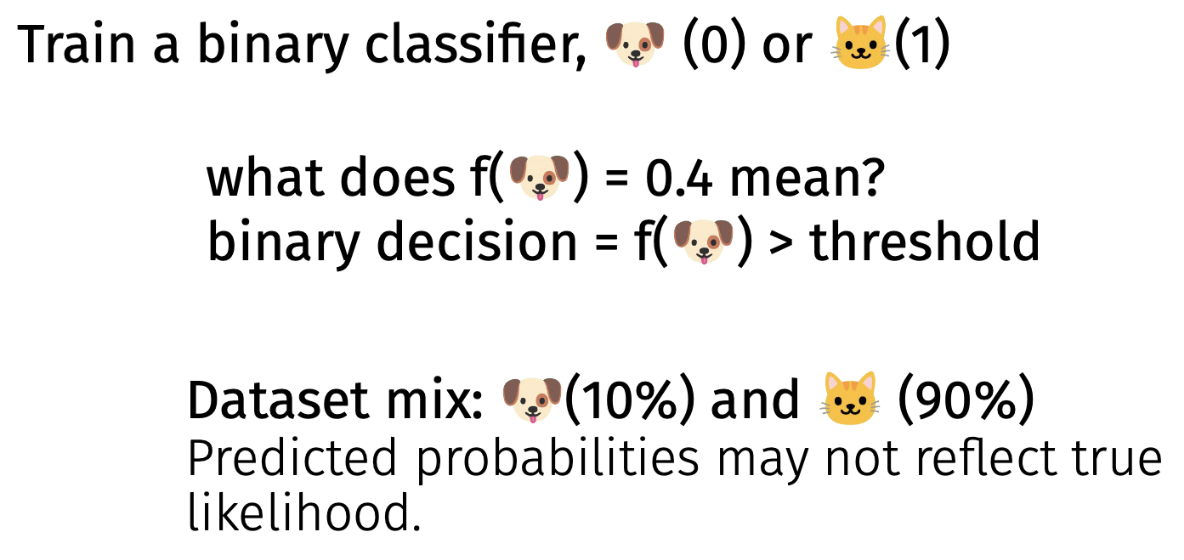 Train a binary classifier, 🐶 (0) or 🐱(1)
what does f(🐶) = 0.4 mean?
binary decision = f(🐶) > threshold
Dataset mix: 🐶(10%) and 🐱 (90%)
Predicted probabilities may not reflect true
likelihood.